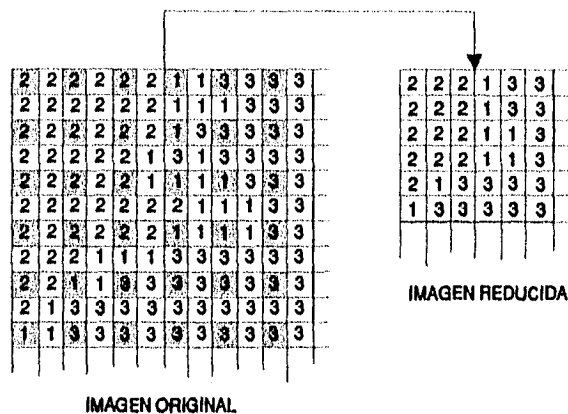 2 2 2 2 2 2 1 1 3 3 3 3
2 2 2 2 2 2 1 1 1 3 3 3
2 2 2 2 2 2 1 3 3 3 3 3
2 2 2 2 2 1 3 1 3 3 3 3
2 2 2 2 2 1 1 1 1 3 3 3
2 2 2 2 2 2 2 1 1 1 3 3
2 2 2 2 2 2 1 1 1 1 3 3
2 2 2 1 1 1 3 3 3 3 3 3
2 2 1 1 3 3 3 3 3 3 3 3
2 1 3 3 3 3 3 3 3 3 3 3
1 1 3 3 3 3 3 3 3 3 3 3
IMAGEN ORIGINAL
2 2 2 1 3 3
2 2 2 1 3 3
2 2 2 1 1 3
2 2 2 1 1 3
2 1 3 3 3 3
1 3 3 3 3 3
IMAGEN REDUCIDA